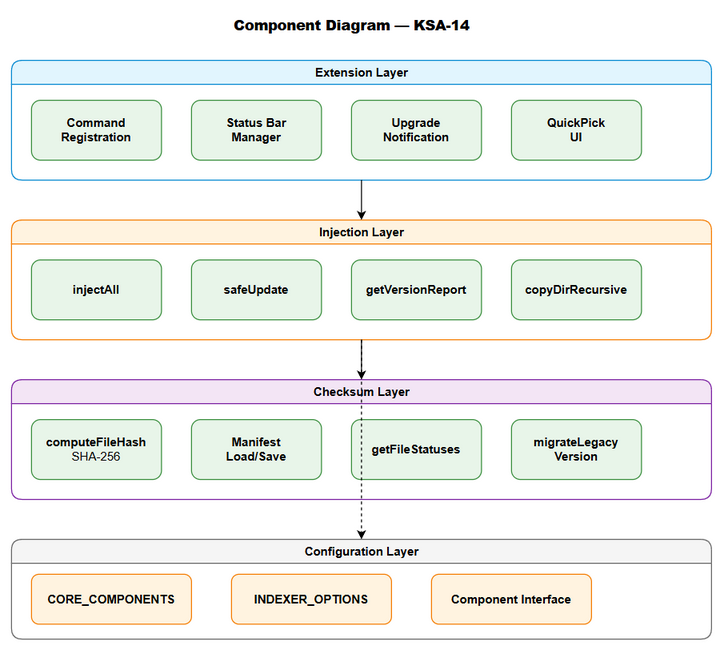 Component Diagram — KSA-14
Extension Layer
Command
Registration
Status Bar
Manager
Upgrade
Notification
QuickPick
UI
Injection Layer
injectAll
safeUpdate
getVersionReport
copyDirRecursive
Checksum Layer
computeFileHash
SHA-256
Manifest
Load/Save
getFileStatuses
migrateLegacy
Version
Configuration Layer
CORE_COMPONENTS
INDEXER_OPTIONS
Component Interface